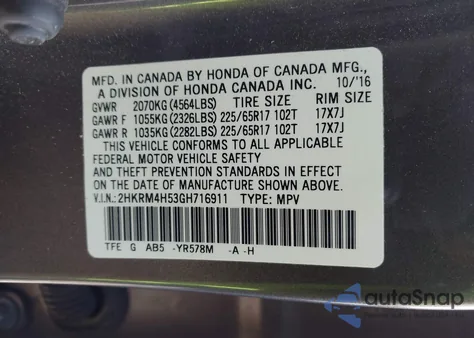 MFD. IN CANADA BY HONDA OF CANADA MFG.,
A DIVISION OF HONDA CANADA INC. 10/'16
GVWR 2070KG (4564LBS) TIRE SIZE RIM SIZE
GAWR F 1055KG (2326LBS) 225/65R17 102T 17X7J
GAWR R 1035KG (2282LBS) 225/65R17 102T 17X7J
THIS VEHICLE CONFORMS TO ALL APPLICABLE
FEDERAL MOTOR VEHICLE SAFETY
AND THEFT PREVENTION STANDARDS IN EFFECT
ON THE DATE OF MANUFACTURE SHOWN ABOVE.
V.I.N.: 2HKRM4H53GH716911 TYPE: MPV
TFE G AB5 -YR578M -A -H
autoSnap